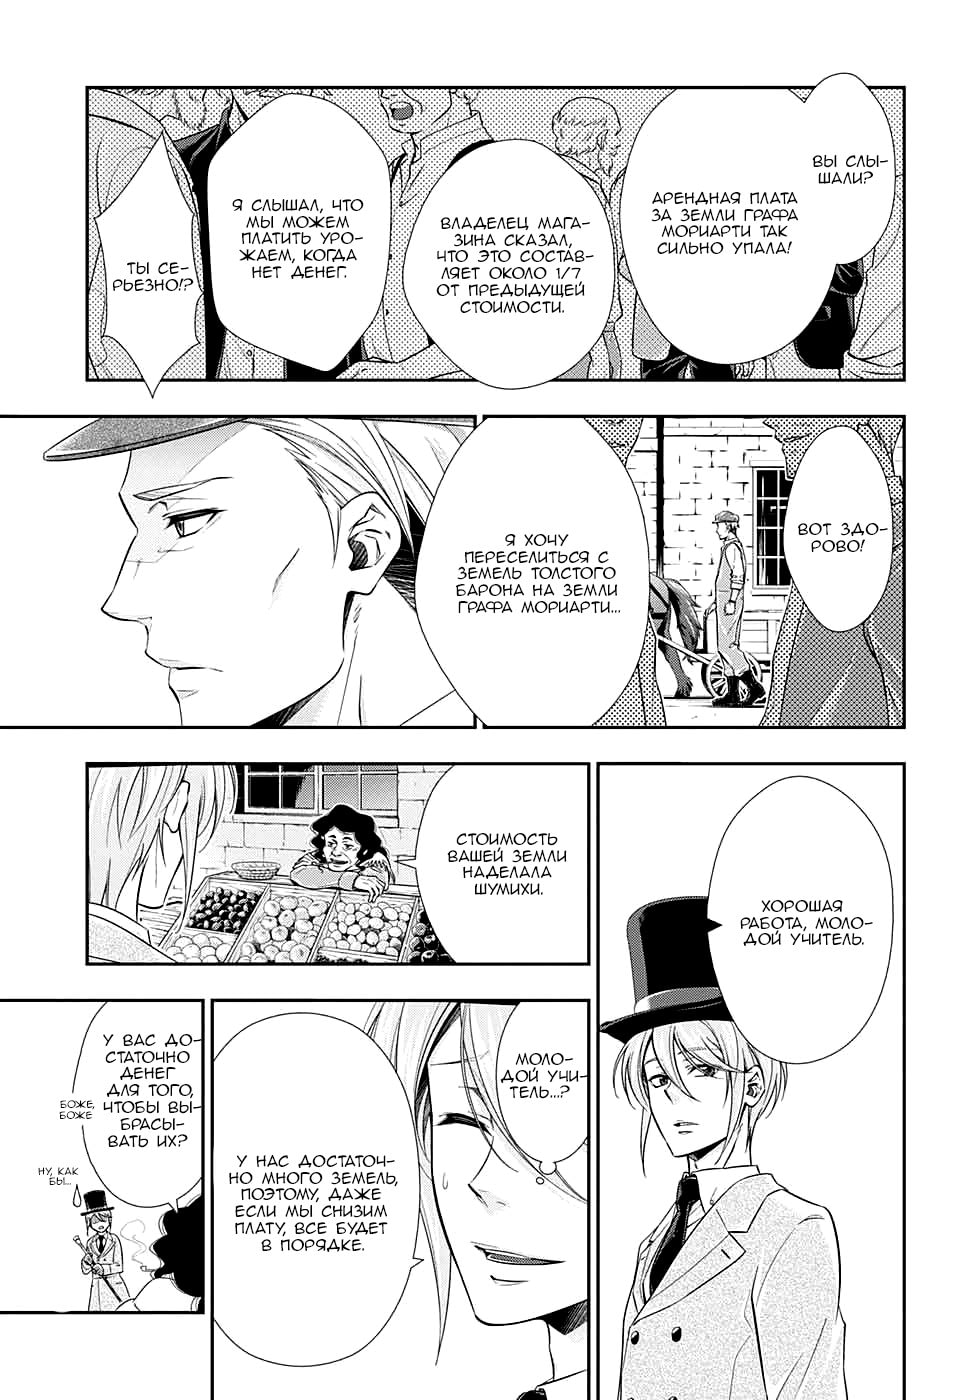 ВЫ СЛЫ-
ШАЛИ?
АРЕНДНАЯ ПЛАТА
ЗА ЗЕМЛИ ГРАФА
МОРИАРТИ ТАК
СИЛЬНО УПАЛА!
ВЛАДЕЛЕЦ МАГА-
ЗИНА СКАЗАЛ,
ЧТО ЭТО СОСТАВ-
ЛЯЕТ ОКОЛО 1/7
ОТ ПРЕДЫДУЩЕЙ
СТОИМОСТИ.
Я СЛЫШАЛ, ЧТО
МЫ МОЖЕМ
ПЛАТИТЬ УРО-
ЖАЕМ, КОГДА
НЕТ ДЕНЕГ.
ТЫ СЕ-
РЬЕЗНО!?
ВОТ ЗДО-
РОВО!
Я ХОЧУ
ПЕРЕСЕЛИТЬСЯ С
ЗЕМЕЛЬ ТОЛСТОГО
БАРОНА НА ЗЕМЛИ
ГРАФА МОРИАРТИ...
ХОРОШАЯ
РАБОТА, МОЛО-
ДОЙ УЧИТЕЛЬ.
СТОИМОСТЬ
ВАШЕЙ ЗЕМЛИ
НАДЕЛАЛА
ШУМИХИ.
МОЛО-
ДОЙ УЧИ-
ТЕЛЬ...?
У НАС ДОСТАТОЧ-
НО МНОГО ЗЕМЕЛЬ,
ПОЭТОМУ, ДАЖЕ
ЕСЛИ МЫ СНИЗИМ
ПЛАТУ, ВСЕ БУДЕТ
В ПОРЯДКЕ.
У ВАС ДО-
СТАТОЧНО
ДЕНЕГ
ДЛЯ ТОГО,
ЧТОБЫ ВЫ-
БРАСЫ-
ВАТЬ ИХ?
БОЖЕ,
БОЖЕ
НУ, КАК
БЫ...